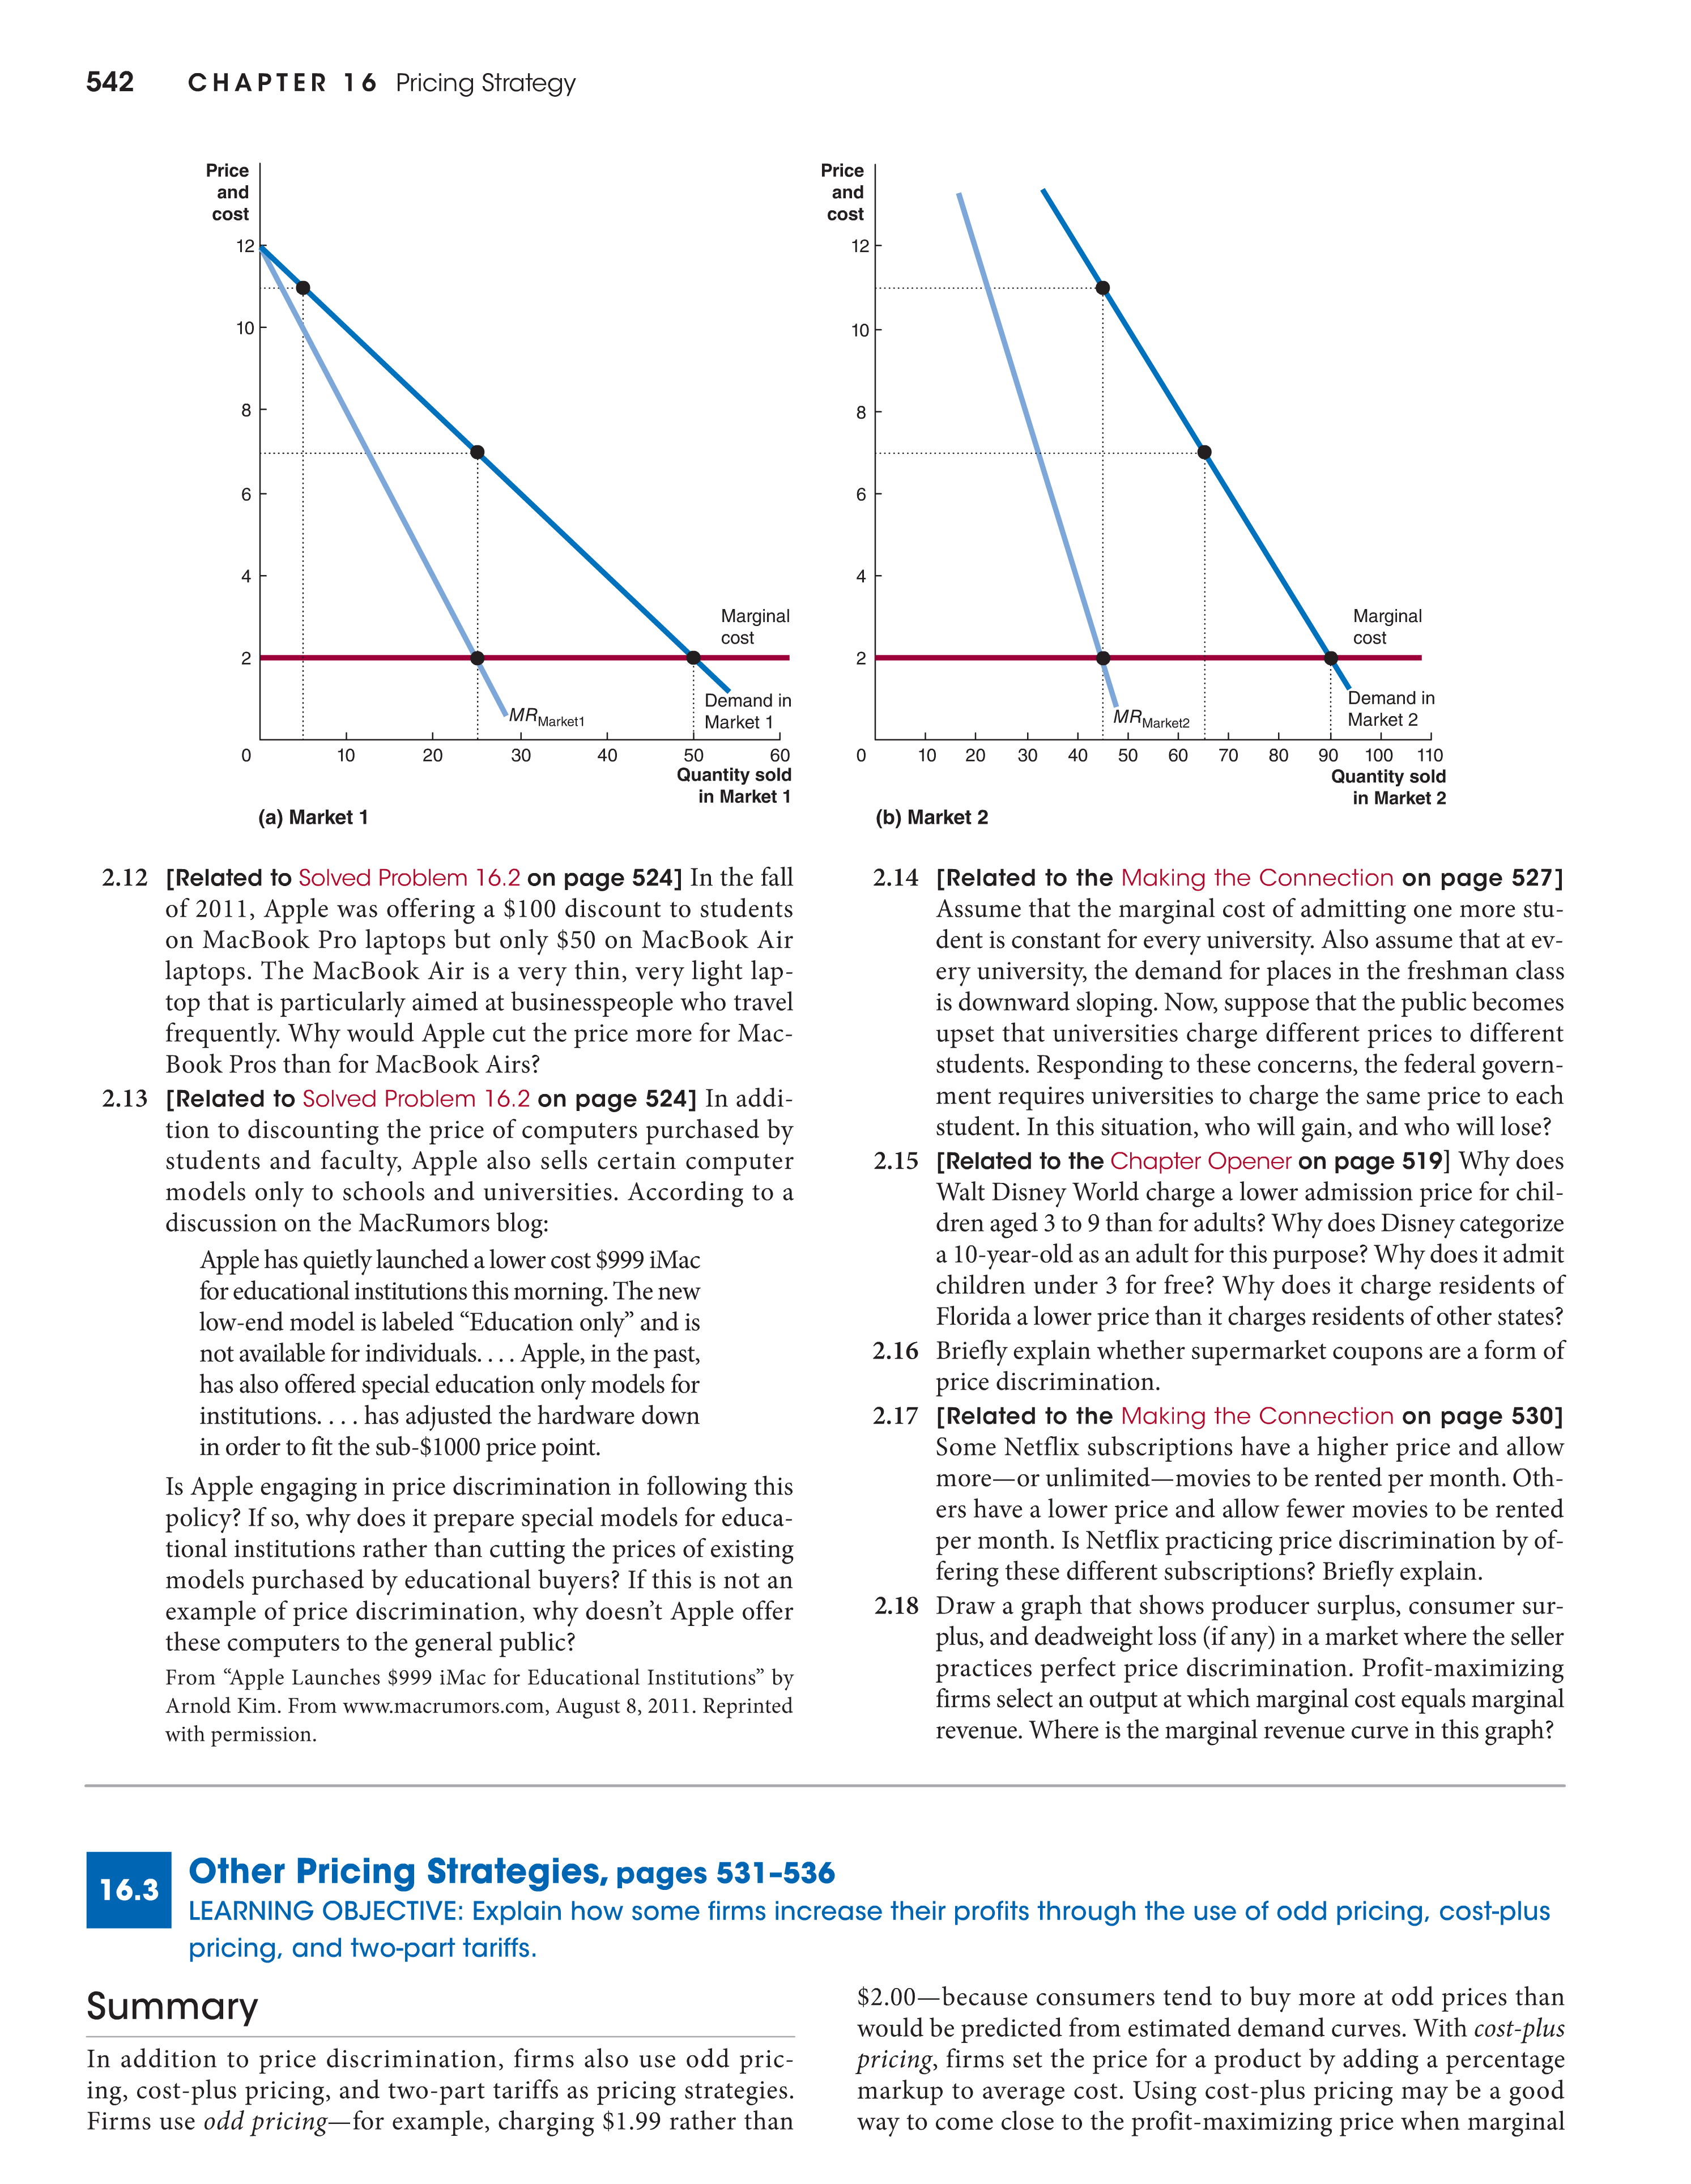 542 CHAPTER 16 Pricing Strategy
Price
and
cost
12
10
8
6
4
2
0
10
20
30
40
50
60
Marginal
cost
MRMarket1
Demand in
Market 1
Quantity sold
in Market 1
(a) Market 1
Price
and
cost
12
10
8
6
4
2
0
10
20
30
40
50
60
70
80
90
100
110
Marginal
cost
MRMarket2
Demand in
Market 2
Quantity sold
in Market 2
(b) Market 2
2.12 [Related to Solved Problem 16.2 on page 524] In the fall
of 2011, Apple was offering a $100 discount to students
on MacBook Pro laptops but only $50 on MacBook Air
laptops. The MacBook Air is a very thin, very light lap-
top that is particularly aimed at businesspeople who travel
frequently. Why would Apple cut the price more for Mac-
Book Pros than for MacBook Airs?
2.13 [Related to Solved Problem 16.2 on page 524] In addi-
tion to discounting the price of computers purchased by
students and faculty, Apple also sells certain computer
models only to schools and universities. According to a
discussion on the MacRumors blog:
Apple has quietly launched a lower cost $999 iMac
for educational institutions this morning. The new
low-end model is labeled “Education only” and is
not available for individuals. . . . Apple, in the past,
has also offered special education only models for
institutions. . . . has adjusted the hardware down
in order to fit the sub-$1000 price point.
Is Apple engaging in price discrimination in following this
policy? If so, why does it prepare special models for educa-
tional institutions rather than cutting the prices of existing
models purchased by educational buyers? If this is not an
example of price discrimination, why doesn’t Apple offer
these computers to the general public?
From “Apple Launches $999 iMac for Educational Institutions” by
Arnold Kim. From www.macrumors.com, August 8, 2011. Reprinted
with permission.
2.14 [Related to the Making the Connection on page 527]
Assume that the marginal cost of admitting one more stu-
dent is constant for every university. Also assume that at ev-
ery university, the demand for places in the freshman class
is downward sloping. Now, suppose that the public becomes
upset that universities charge different prices to different
students. Responding to these concerns, the federal govern-
ment requires universities to charge the same price to each
student. In this situation, who will gain, and who will lose?
2.15 [Related to the Chapter Opener on page 519] Why does
Walt Disney World charge a lower admission price for chil-
dren aged 3 to 9 than for adults? Why does Disney categorize
a 10-year-old as an adult for this purpose? Why does it admit
children under 3 for free? Why does it charge residents of
Florida a lower price than it charges residents of other states?
2.16 Briefly explain whether supermarket coupons are a form of
price discrimination.
2.17 [Related to the Making the Connection on page 530]
Some Netflix subscriptions have a higher price and allow
more—or unlimited—movies to be rented per month. Oth-
ers have a lower price and allow fewer movies to be rented
per month. Is Netflix practicing price discrimination by of-
fering these different subscriptions? Briefly explain.
2.18 Draw a graph that shows producer surplus, consumer sur-
plus, and deadweight loss (if any) in a market where the seller
practices perfect price discrimination. Profit-maximizing
firms select an output at which marginal cost equals marginal
revenue. Where is the marginal revenue curve in this graph?
16.3 Other Pricing Strategies, pages 531–536
LEARNING OBJECTIVE: Explain how some firms increase their profits through the use of odd pricing, cost-plus
pricing, and two-part tariffs.
Summary
In addition to price discrimination, firms also use odd pric-
ing, cost-plus pricing, and two-part tariffs as pricing strategies.
Firms use odd pricing—for example, charging $1.99 rather than
$2.00—because consumers tend to buy more at odd prices than
would be predicted from estimated demand curves. With cost-plus
pricing, firms set the price for a product by adding a percentage
markup to average cost. Using cost-plus pricing may be a good
way to come close to the profit-maximizing price when marginal